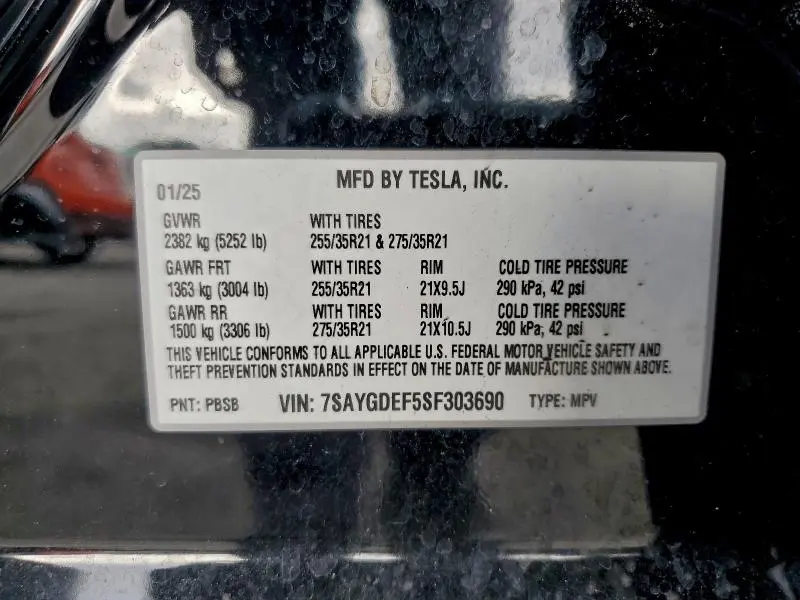 MFD BY TESLA, INC.
01/25
GVWR WITH TIRES
2382 kg (5252 lb) 255/35R21 & 275/35R21
GAWR FRT WITH TIRES RIM COLD TIRE PRESSURE
1363 kg (3004 lb) 255/35R21 21X9.5J 290 kPa, 42 psi
GAWR RR WITH TIRES RIM COLD TIRE PRESSURE
1500 kg (3306 lb) 275/35R21 21X10.5J 290 kPa, 42 psi
THIS VEHICLE CONFORMS TO ALL APPLICABLE U.S. FEDERAL MOTOR VEHICLE SAFETY AND
THEFT PREVENTION STANDARDS IN EFFECT ON THE DATE OF MANUFACTURE SHOWN ABOVE.
PNT: PBSB VIN: 7SAYGDEF5SF303690 TYPE: MPV